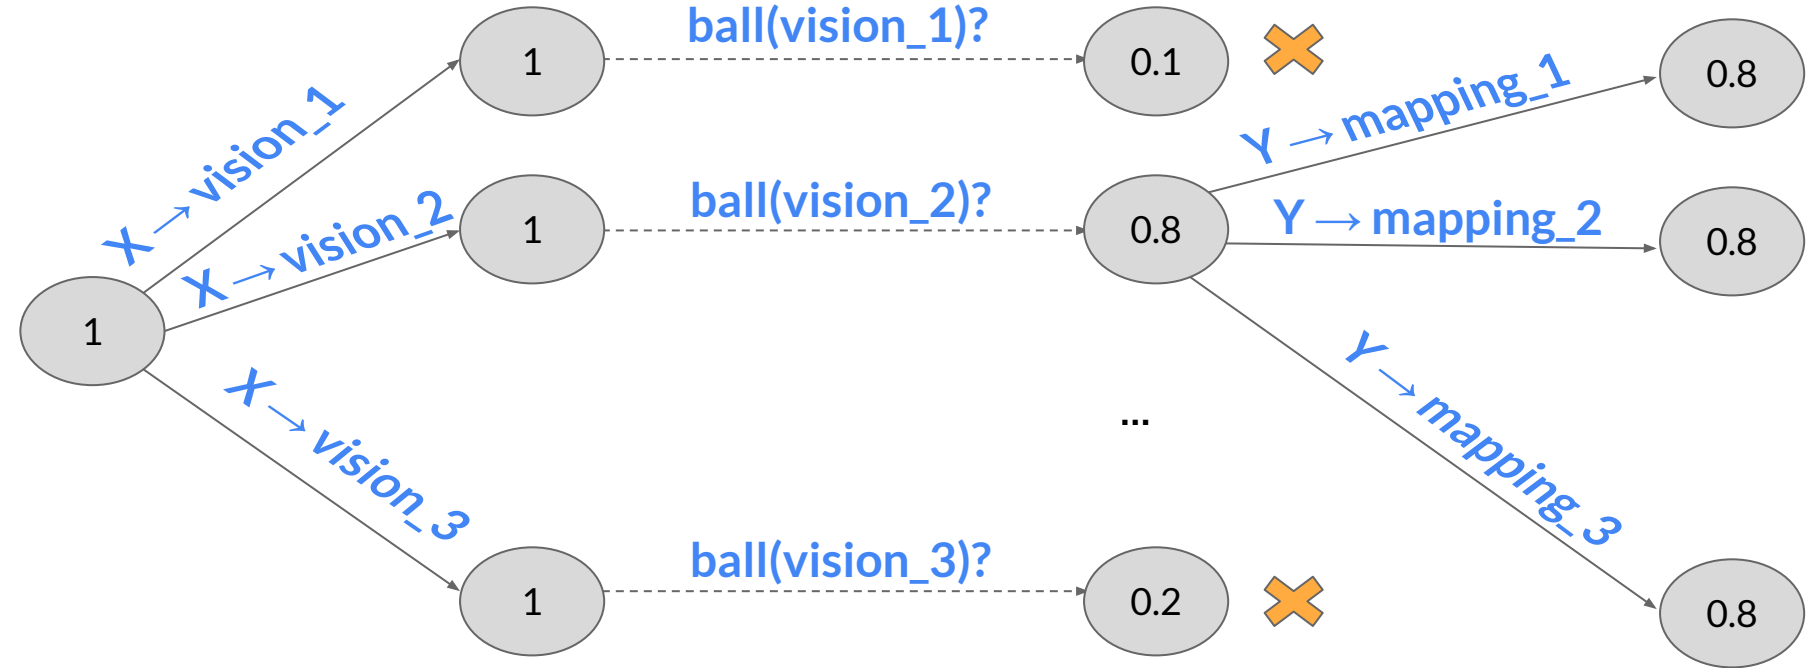 1
ball(vision_1)?
0.1
0.8
X → vision_1
Y → mapping_1
1
ball(vision_2)?
0.8
Y → mapping_2
0.8
X → vision_2
1
X → vision_3
...
Y → mapping_3
1
ball(vision_3)?
0.2
0.8